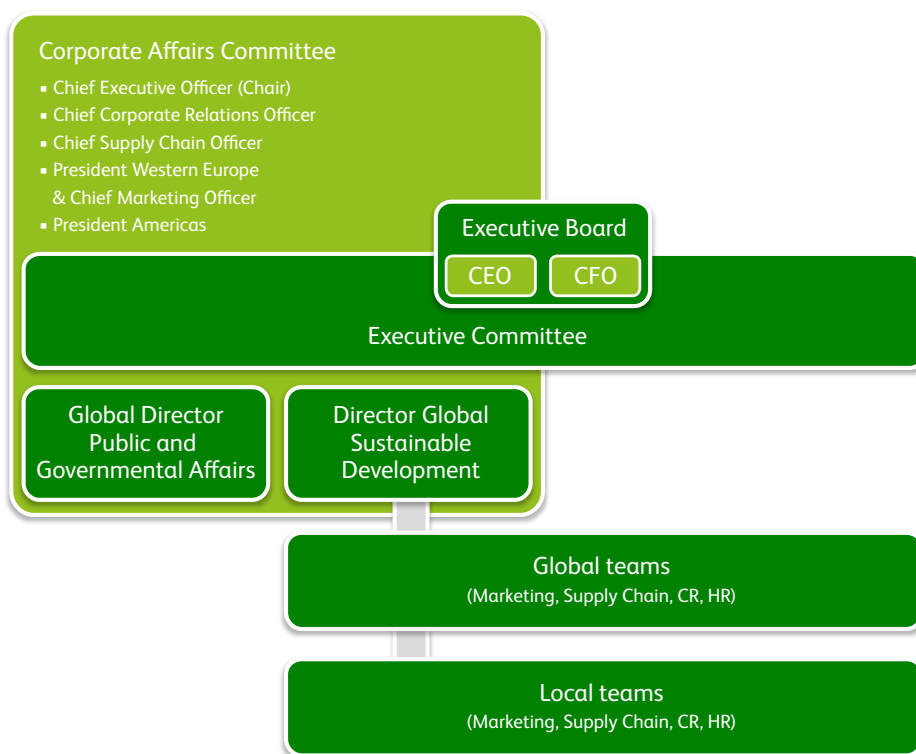 Corporate Affairs Committee
▪ Chief Executive Officer (Chair)
▪ Chief Corporate Relations Officer
▪ Chief Supply Chain Officer
▪ President Western Europe
& Chief Marketing Officer
▪ President Americas
Executive Board
CEO
CFO
Executive Committee
Global Director
Public and
Governmental Affairs
Director Global
Sustainable
Development
Global teams
(Marketing, Supply Chain, CR, HR)
Local teams
(Marketing, Supply Chain, CR, HR)